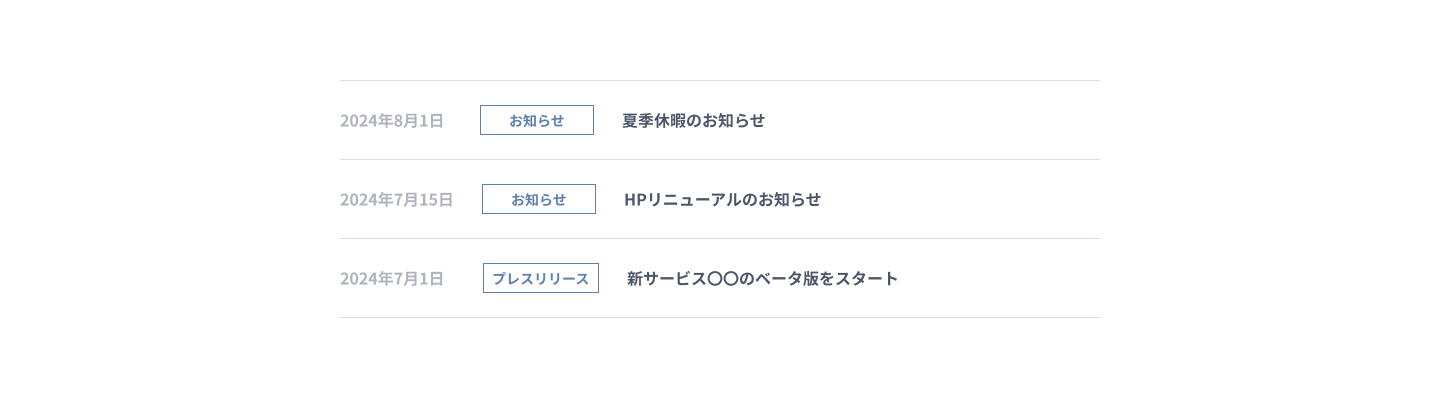 2024年8月1日 お知らせ 夏季休暇のお知らせ
2024年7月15日 お知らせ HPリニューアルのお知らせ
2024年7月1日 プレスリリース 新サービス〇〇のベータ版をスタート